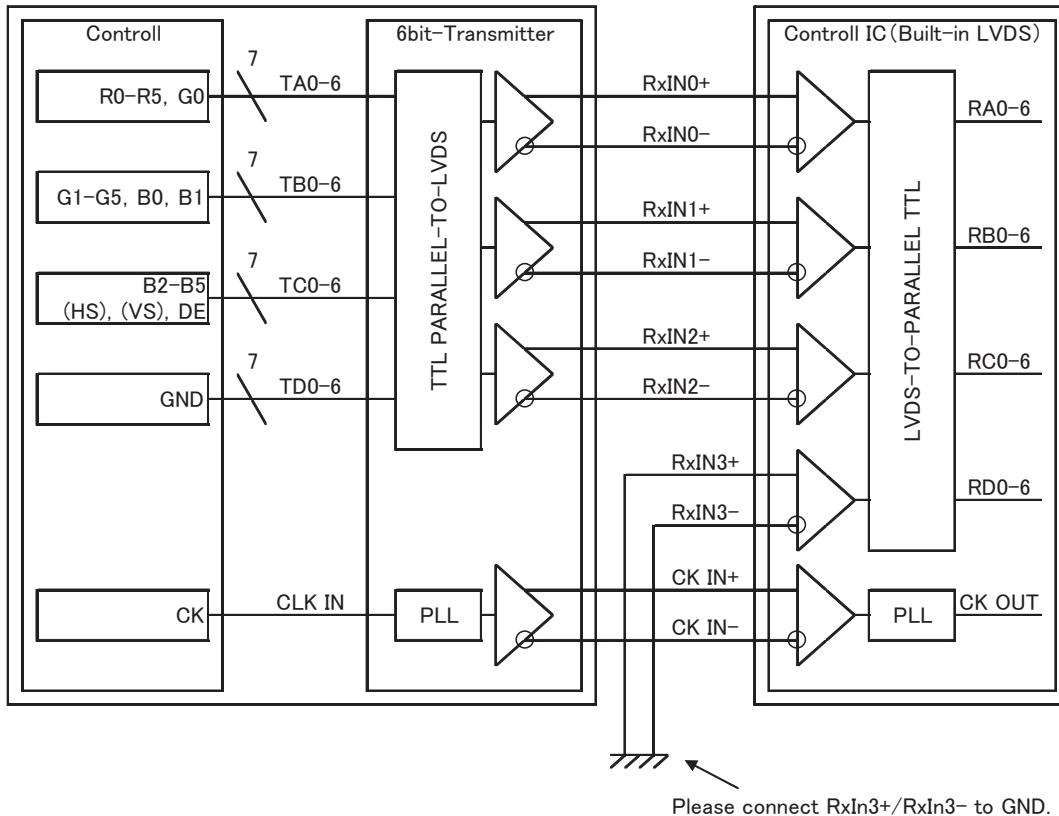 Controll
6bit-Transmitter
Controll IC(Built-in LVDS)
R0-R5, G0
7
TA0-6
RxIN0+
RxIN0-
RA0-6
G1-G5, B0, B1
7
TB0-6
RxIN1+
RxIN1-
RB0-6
B2-B5
(HS), (VS), DE
7
TC0-6
RxIN2+
RxIN2-
RC0-6
GND
7
TD0-6
RxIN3+
RxIN3-
RD0-6
TTL PARALLEL-TO-LVDS
LVDS-TO-PARALLEL TTL
CK
CLK IN
PLL
CK IN+
CK IN-
PLL
CK OUT
Please connect RxIn3+/RxIn3- to GND.